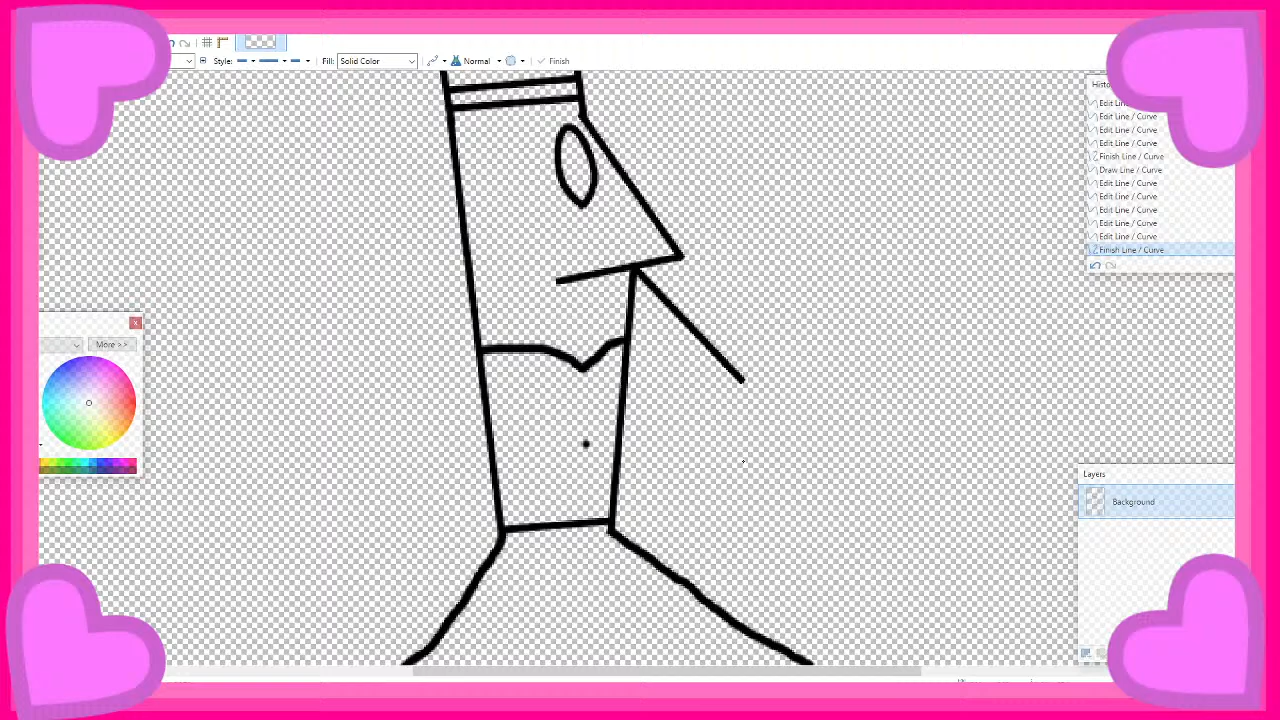 Style:
Fill: Solid Color
Normal
Finish
Edit Line / Curve
Edit Line / Curve
Edit Line / Curve
Finish Line / Curve
Draw Line / Curve
Edit Line / Curve
Edit Line / Curve
Edit Line / Curve
Edit Line / Curve
Edit Line / Curve
Finish Line / Curve
More >>
Layers
Background